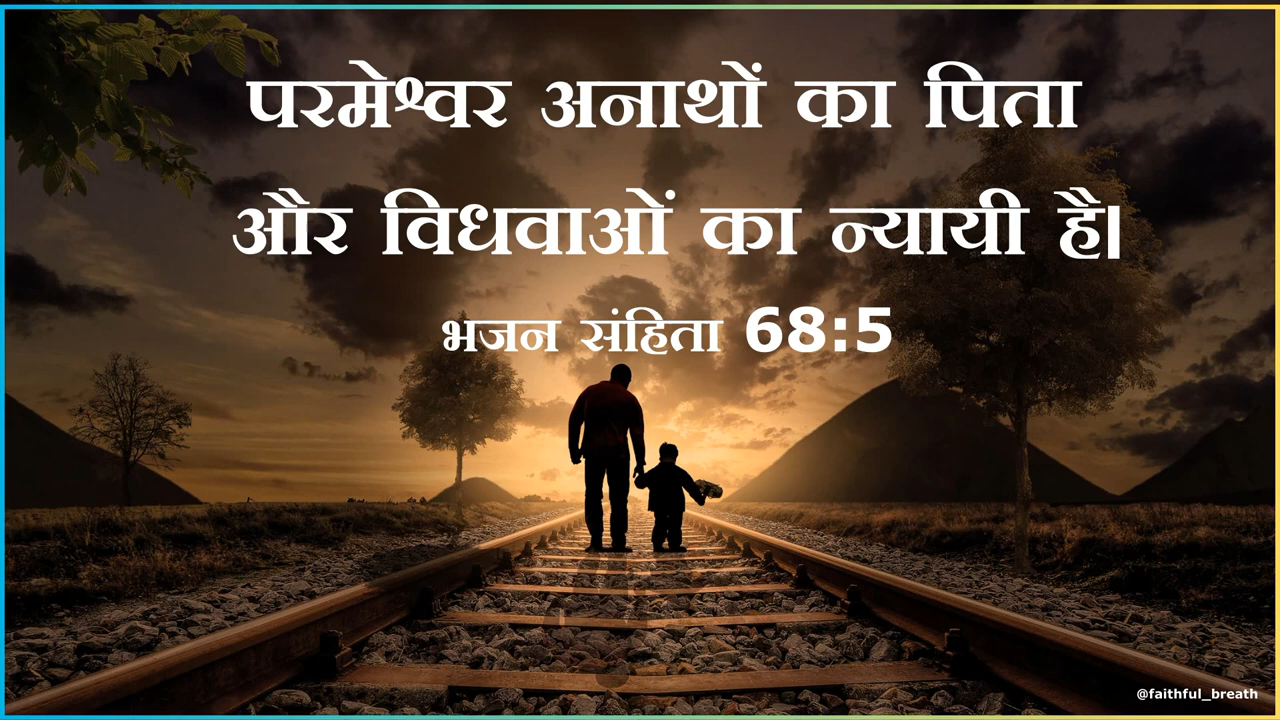 परमेश्वर अनाथों का पिता
और विधवाओं का न्यायी है।
भजन संहिता 68:5
@faithful_breath